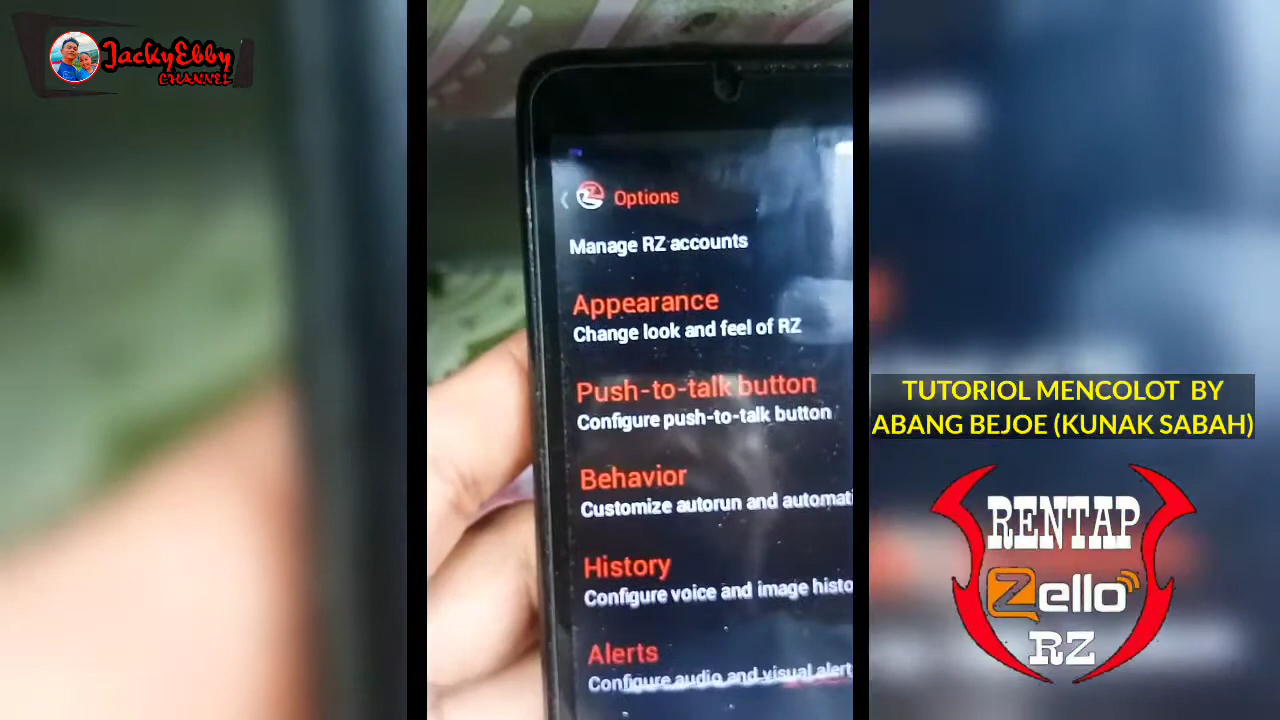 JackyEbby
CHANNEL
Options
Manage RZ accounts
Appearance
Change look and feel of RZ
Push-to-talk button
Configure push-to-talk button
Behavior
Customize autorun and automati
History
Configure voice and image histo
Alerts
Configure audio and visual alert
TUTORIOL MENCOLOT BY
ABANG BEJOE (KUNAK SABAH)
RENTAP
Zello
RZ